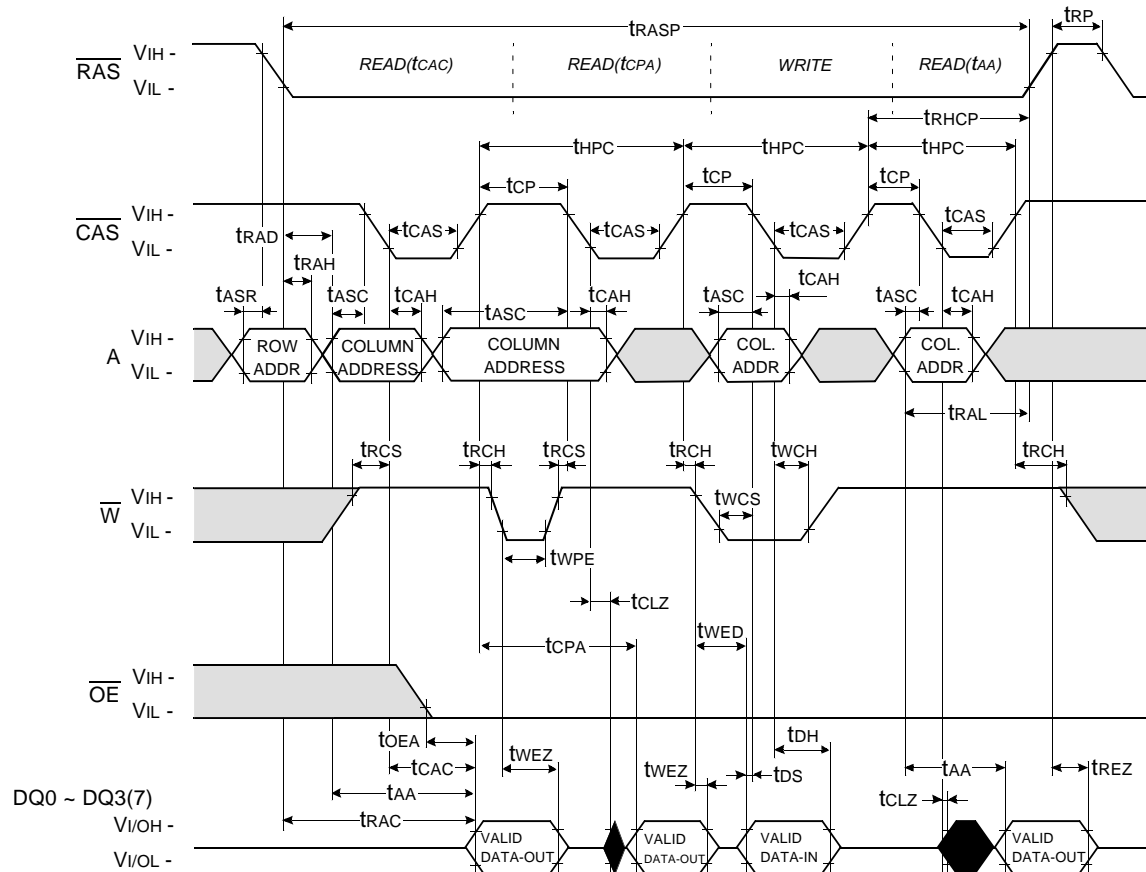 tRASP
tRP
RAS
VIH -
VIL -
READ(tCAC)
READ(tCPA)
WRITE
READ(tAA)
tRHCP
tHPC
tHPC
tHPC
tCP
tCP
tCP
CAS
VIH -
VIL -
tCAS
tCAS
tCAS
tCAS
tRAD
tRAH
tCAH
tASR
tASC
tCAH
tASC
tCAH
tASC
tASC
tCAH
A
VIH -
VIL -
ROW
ADDR
COLUMN
ADDRESS
COLUMN
ADDRESS
COL.
ADDR
COL.
ADDR
tRAL
tRCS
tRCH
tRCS
tRCH
tWCH
tRCH
W
VIH -
VIL -
tWCS
tWPE
tCLZ
tWED
tCPA
OE
VIH -
VIL -
tOEA
tWEZ
tDH
tCAC
tWEZ
tDS
tAA
tREZ
tAA
tCLZ
DQ0 ~ DQ3(7)
tRAC
VI/OH -
VI/OL -
VALID
DATA-OUT
VALID
DATA-OUT
VALID
DATA-IN
VALID
DATA-OUT